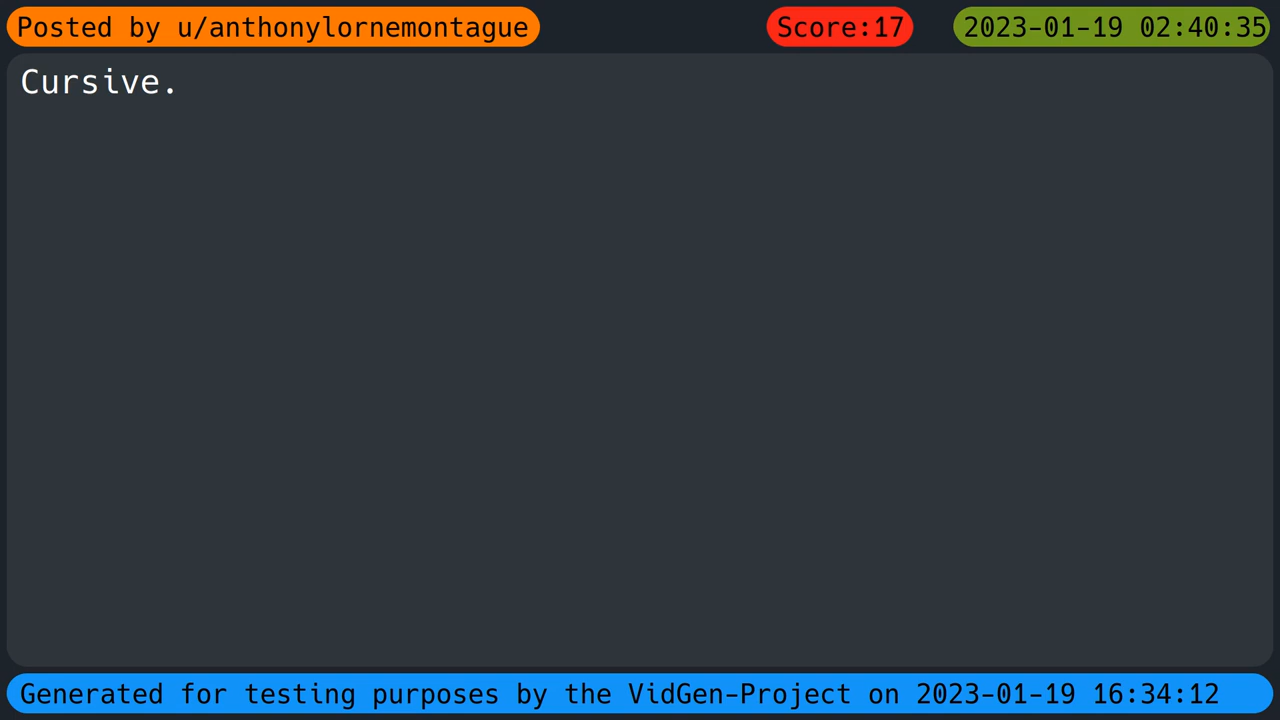 Posted by u/anthonylornemontague
Score:17
2023-01-19 02:40:35
Cursive.
Generated for testing purposes by the VidGen-Project on 2023-01-19 16:34:12